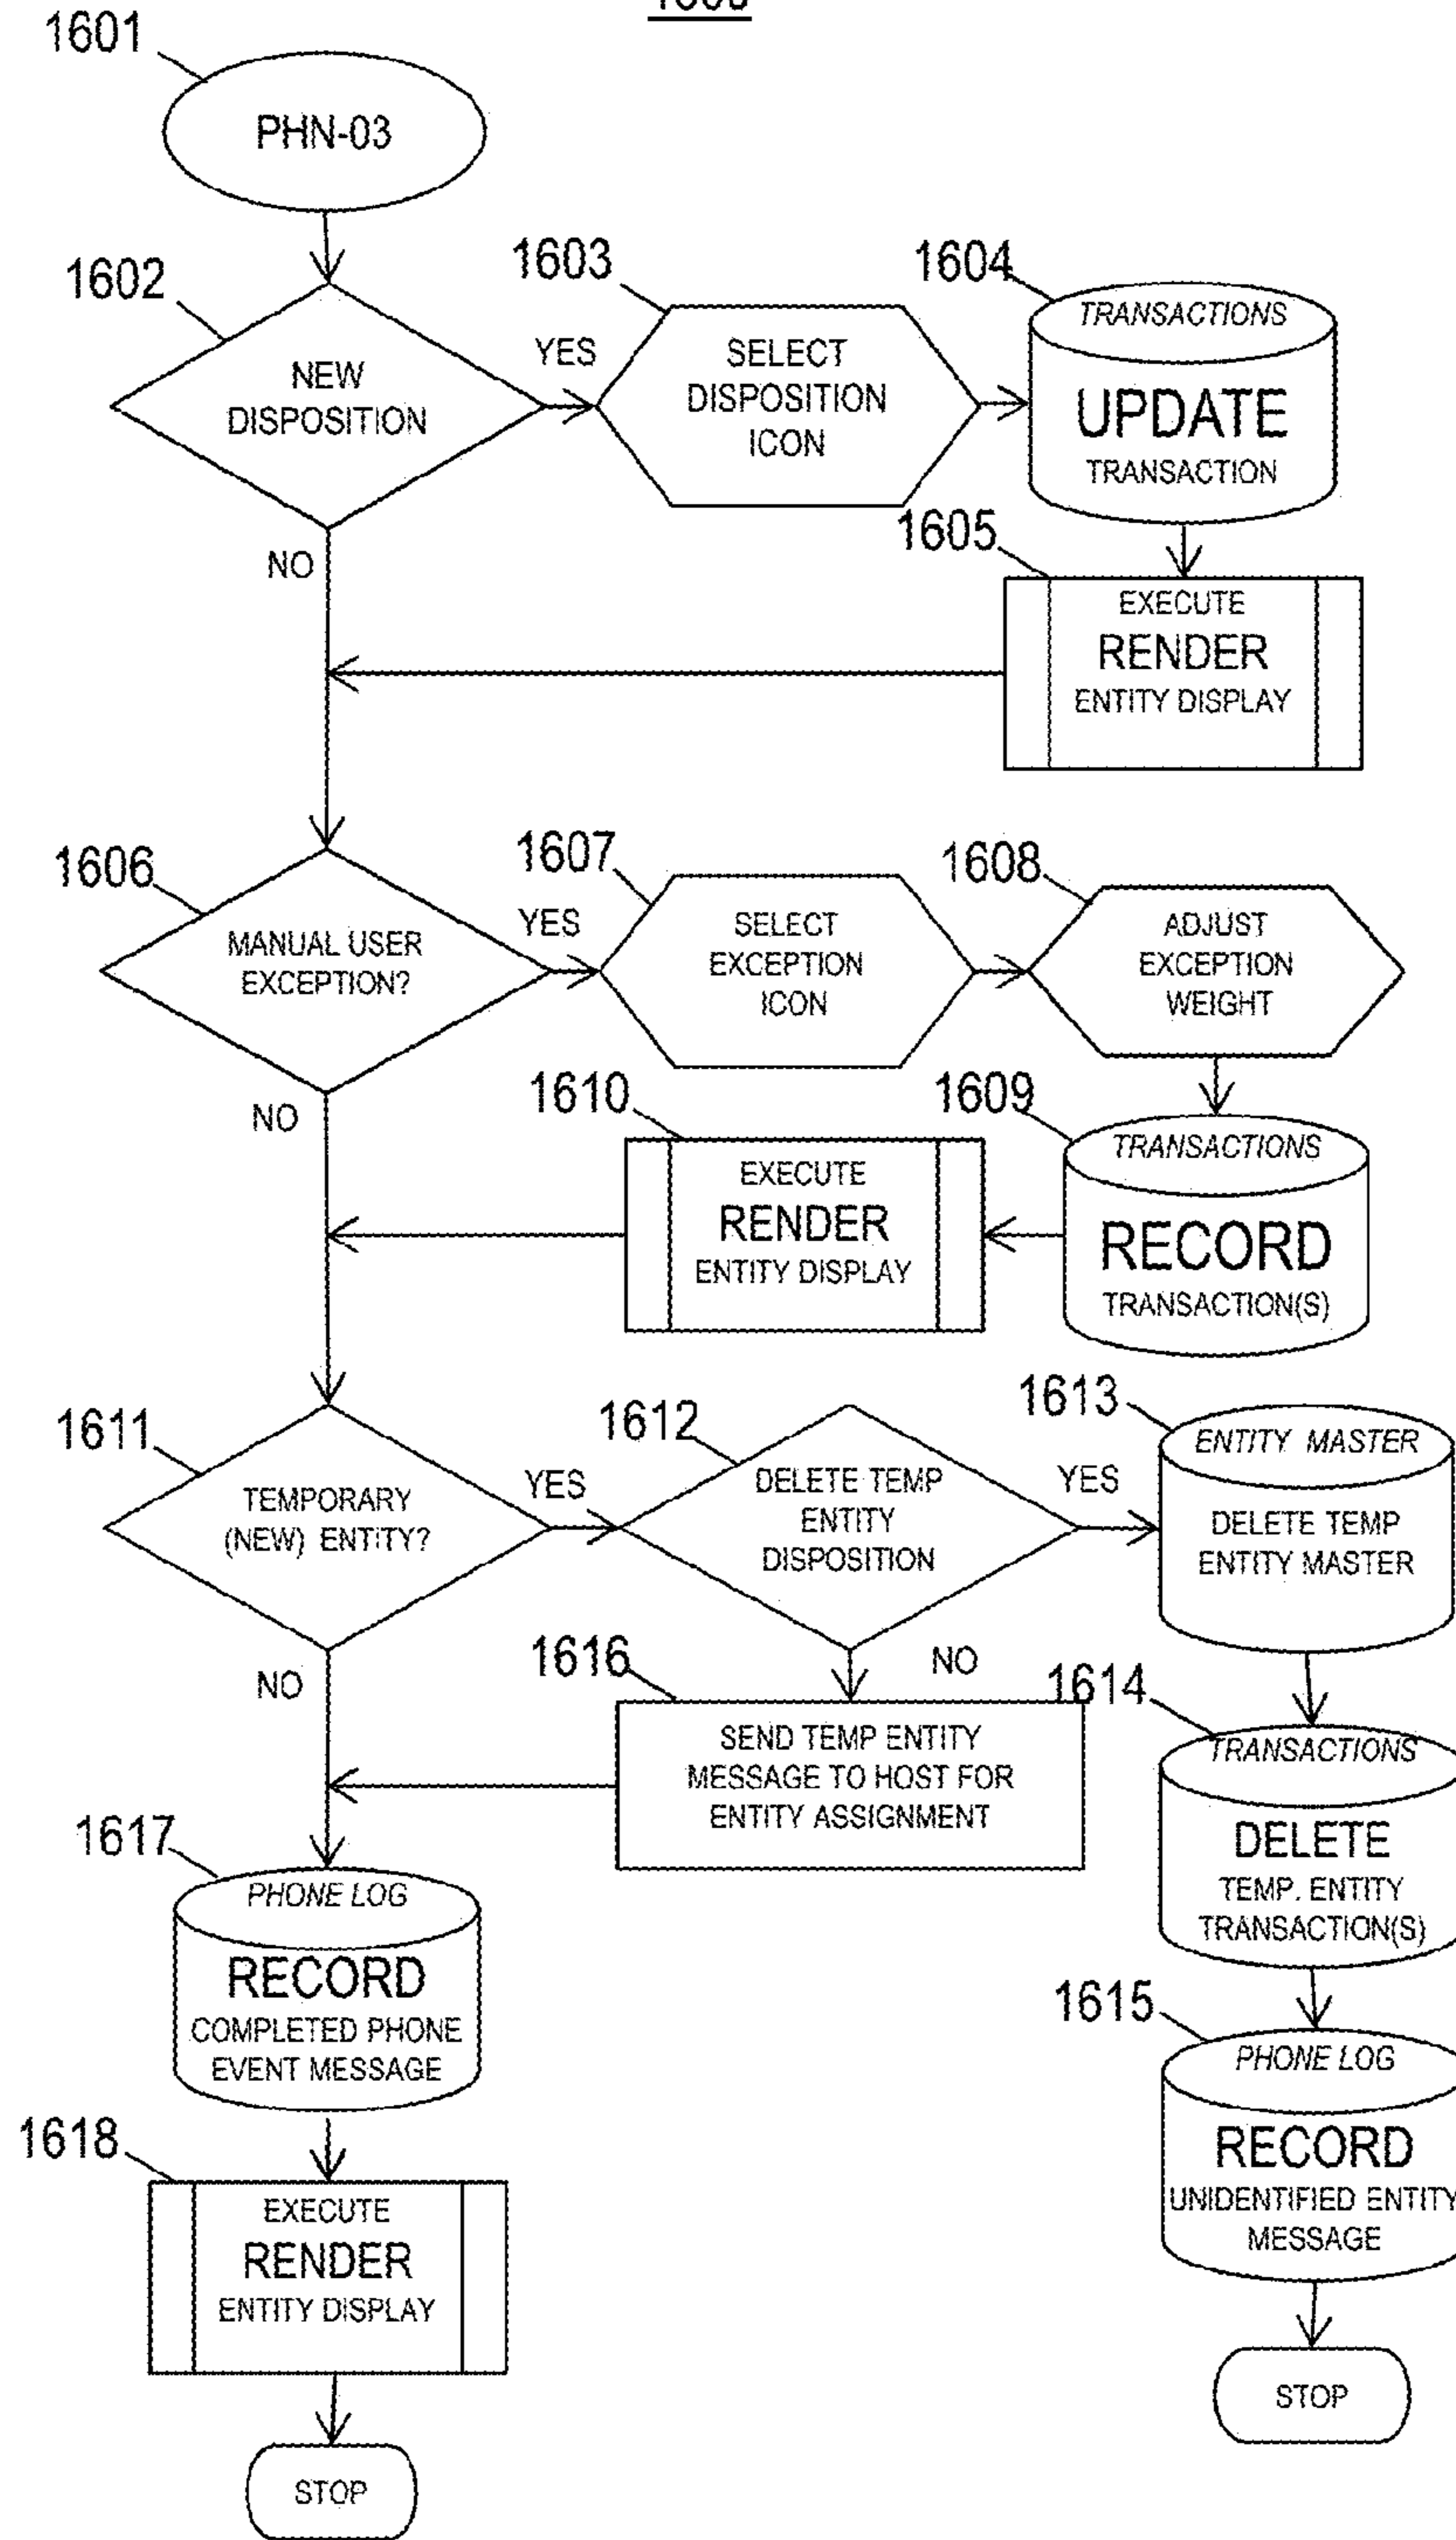 1601
PHN-03
1602
NEW
DISPOSITION
YES
NO
1603
SELECT
DISPOSITION
ICON
1604
TRANSACTIONS
UPDATE
TRANSACTION
1605
EXECUTE
RENDER
ENTITY DISPLAY
1606
MANUAL USER
EXCEPTION?
YES
NO
1607
SELECT
EXCEPTION
ICON
1608
ADJUST
EXCEPTION
WEIGHT
1609
TRANSACTIONS
RECORD
TRANSACTION(S)
1610
EXECUTE
RENDER
ENTITY DISPLAY
1611
TEMPORARY
(NEW) ENTITY?
YES
NO
1612
DELETE TEMP
ENTITY
DISPOSITION
YES
NO
1613
ENTITY MASTER
DELETE TEMP
ENTITY MASTER
1614
TRANSACTIONS
DELETE
TEMP. ENTITY
TRANSACTION(S)
1615
PHONE LOG
RECORD
UNIDENTIFIED ENTITY
MESSAGE
STOP
1616
SEND TEMP ENTITY
MESSAGE TO HOST FOR
ENTITY ASSIGNMENT
1617
PHONE LOG
RECORD
COMPLETED PHONE
EVENT MESSAGE
1618
EXECUTE
RENDER
ENTITY DISPLAY
STOP